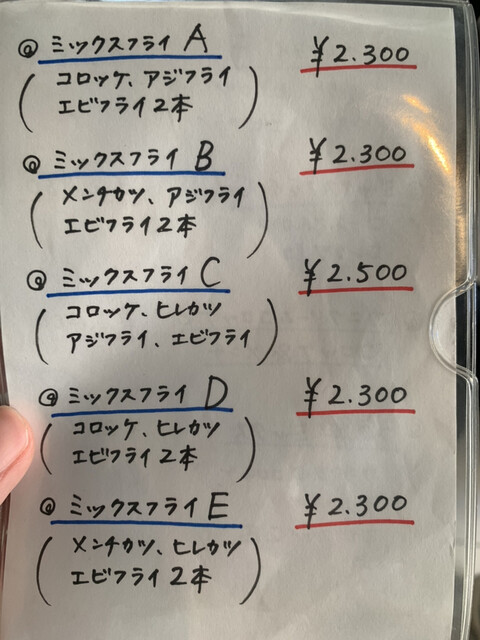 ◎ ミックスフライ A ¥2.300
(コロッケ、アジフライ
エビフライ2本)
◎ ミックスフライ B ¥2.300
(メンチカツ、アジフライ
エビフライ2本)
◎ ミックスフライ C ¥2.500
(コロッケ、ヒレカツ
アジフライ、エビフライ)
◎ ミックスフライ D ¥2.300
(コロッケ、ヒレカツ
エビフライ2本)
◎ ミックスフライ E ¥2.300
(メンチカツ、ヒレカツ
エビフライ2本)